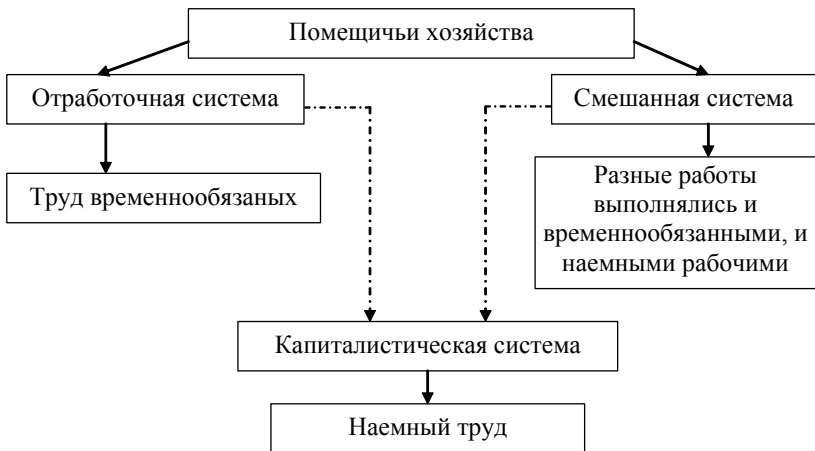 Помещичьи хозяйства
Отработочная система
Смешанная система
Труд временнообязаных
Разные работы
выполнялись и
временнообязанными, и
наемными рабочими
Капиталистическая система
Наемный труд